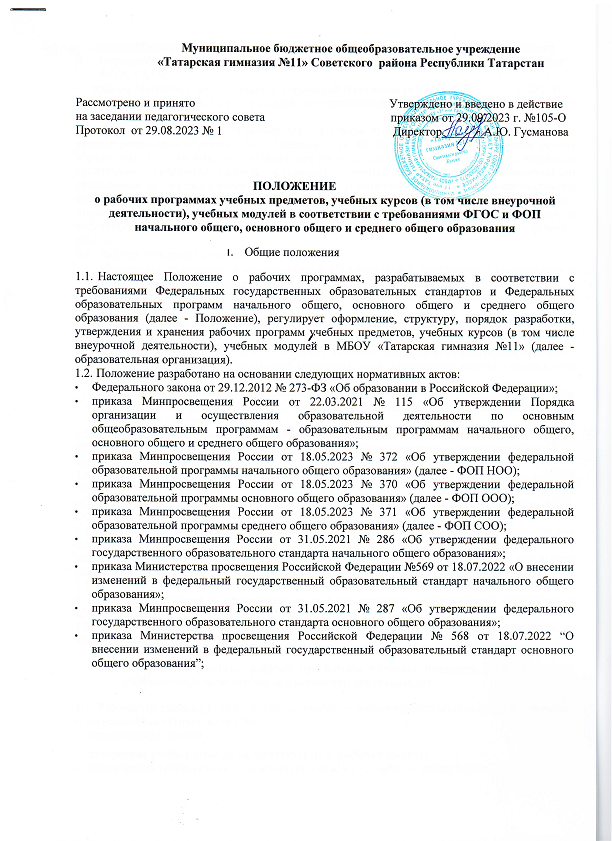 Муниципальное бюджетное общеобразовательное учреждение
«Татарская гимназия №11» Советского района Республики Татарстан
Рассмотрено и принято Утверждено и введено в действие
на заседании педагогического совета приказом от 29.08.2023 г. №105-О
Протокол от 29.08.2023 № 1 Директор А.Ю. Гусманова
ПОЛОЖЕНИЕ
о рабочих программах учебных предметов, учебных курсов (в том числе внеурочной
деятельности), учебных модулей в соответствии с требованиями ФГОС и ФОП
начального общего, основного общего и среднего общего образования
I. Общие положения
1.1. Настоящее Положение о рабочих программах, разрабатываемых в соответствии с
требованиями Федеральных государственных образовательных стандартов и Федеральных
образовательных программ начального общего, основного общего и среднего общего
образования (далее - Положение), регулирует оформление, структуру, порядок разработки,
утверждения и хранения рабочих программ учебных предметов, учебных курсов (в том числе
внеурочной деятельности), учебных модулей в МБОУ «Татарская гимназия №11» (далее -
образовательная организация).
1.2. Положение разработано на основании следующих нормативных актов:
• Федерального закона от 29.12.2012 № 273-ФЗ «Об образовании в Российской Федерации»;
• приказа Минпросвещения России от 22.03.2021 № 115 «Об утверждении Порядка
организации и осуществления образовательной деятельности по основным
общеобразовательным программам - образовательным программам начального общего,
основного общего и среднего общего образования»;
• приказа Минпросвещения России от 18.05.2023 № 372 «Об утверждении федеральной
образовательной программы начального общего образования» (далее - ФОП НОО);
• приказа Минпросвещения России от 18.05.2023 № 370 «Об утверждении федеральной
образовательной программы основного общего образования» (далее - ФОП ООО);
• приказа Минпросвещения России от 18.05.2023 № 371 «Об утверждении федеральной
образовательной программы среднего общего образования» (далее - ФОП СОО);
• приказа Минпросвещения России от 31.05.2021 № 286 «Об утверждении федерального
государственного образовательного стандарта начального общего образования»;
• приказа Министерства просвещения Российской Федерации №569 от 18.07.2022 «О внесении
изменений в федеральный государственный образовательный стандарт начального общего
образования»;
• приказа Минпросвещения России от 31.05.2021 № 287 «Об утверждении федерального
государственного образовательного стандарта основного общего образования»;
• приказа Министерства просвещения Российской Федерации № 568 от 18.07.2022 “О
внесении изменений в федеральный государственный образовательный стандарт основного
общего образования”;